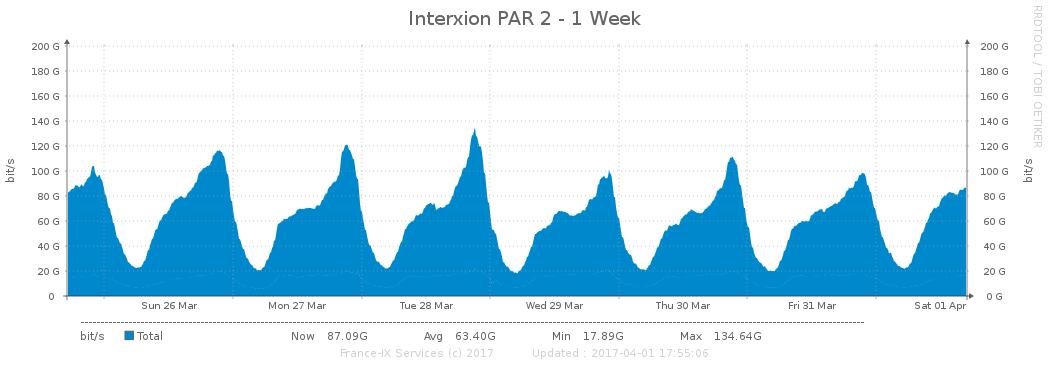 Interxion PAR 2 - 1 Week
RRDTOOL / TOBI OETIKER
bit/s
bit/s
200 G 200 G
180 G 180 G
160 G 160 G
140 G 140 G
120 G 120 G
100 G 100 G
80 G 80 G
60 G 60 G
40 G 40 G
20 G 20 G
0 0 G
Sun 26 Mar Mon 27 Mar Tue 28 Mar Wed 29 Mar Thu 30 Mar Fri 31 Mar Sat 01 Apr
bit/s Total Now 87.09G Avg 63.40G Min 17.89G Max 134.64G
France-IX Services (c) 2017 Updated : 2017-04-01 17:55:06